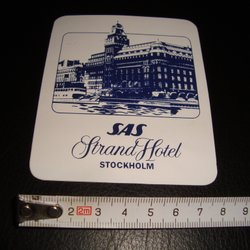 SAS
Strand Hotel
STOCKHOLM
2 2m 3 4 5 6 7 8 9